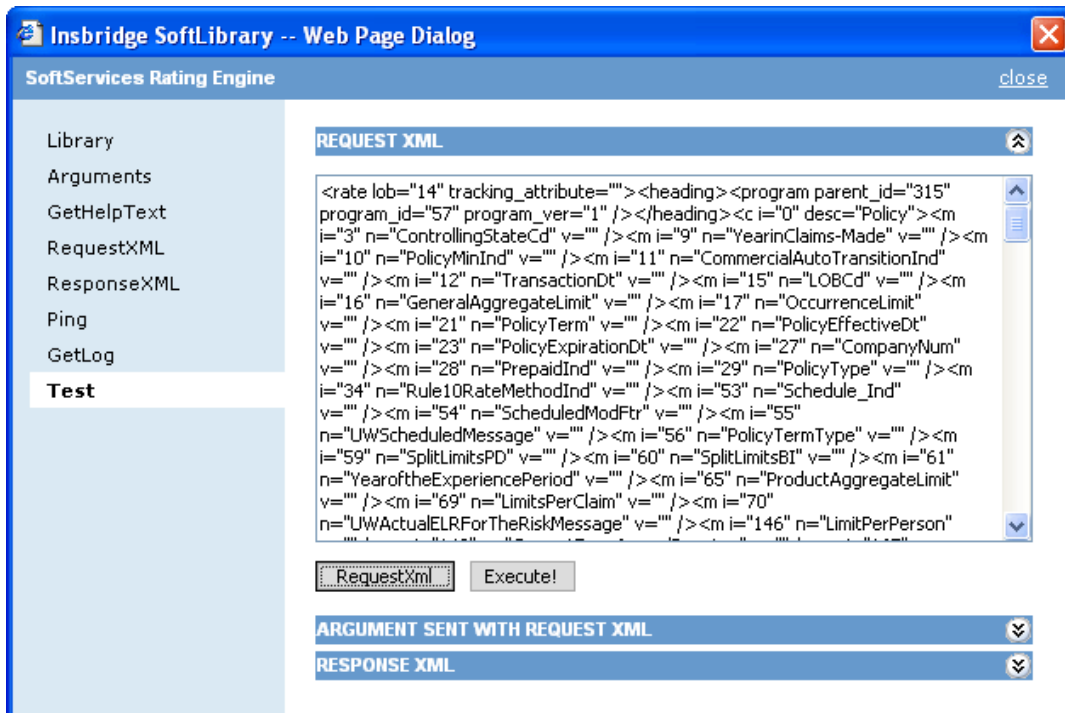 Insbridge SoftLibrary -- Web Page Dialog
SoftServices Rating Engine
close
Library
Arguments
GetHelpText
RequestXML
ResponseXML
Ping
GetLog
Test
REQUEST XML
<rate lob="14" tracking_attribute=""><heading><program parent_id="315"
program_id="57" program_ver="1" /></heading><c i="0" desc="Policy"><m
i="3" n="ControllingStateCd" v="" /><m i="9" n="YearinClaims-Made" v="" /><m
i="10" n="PolicyMinInd" v="" /><m i="11" n="CommercialAutoTransitionInd"
v="" /><m i="12" n="TransactionDt" v="" /><m i="15" n="LOBCd" v="" /><m
i="16" n="GeneralAggregateLimit" v="" /><m i="17" n="OccurrenceLimit"
v="" /><m i="21" n="PolicyTerm" v="" /><m i="22" n="PolicyEffectiveDt"
v="" /><m i="23" n="PolicyExpirationDt" v="" /><m i="27" n="CompanyNum"
v="" /><m i="28" n="PrepaidInd" v="" /><m i="29" n="PolicyType" v="" /><m
i="34" n="Rule10RateMethodInd" v="" /><m i="53" n="Schedule_Ind"
v="" /><m i="54" n="ScheduledModFtr" v="" /><m i="55"
n="UWScheduledMessage" v="" /><m i="56" n="PolicyTermType" v="" /><m
i="59" n="SplitLimitsPD" v="" /><m i="60" n="SplitLimitsBI" v="" /><m i="61"
n="YearoftheExperiencePeriod" v="" /><m i="65" n="ProductAggregateLimit"
v="" /><m i="69" n="LimitsPerClaim" v="" /><m i="70"
n="UWActualELRForTheRiskMessage" v="" /><m i="146" n="LimitPerPerson"
RequestXml
Execute!
ARGUMENT SENT WITH REQUEST XML
RESPONSE XML